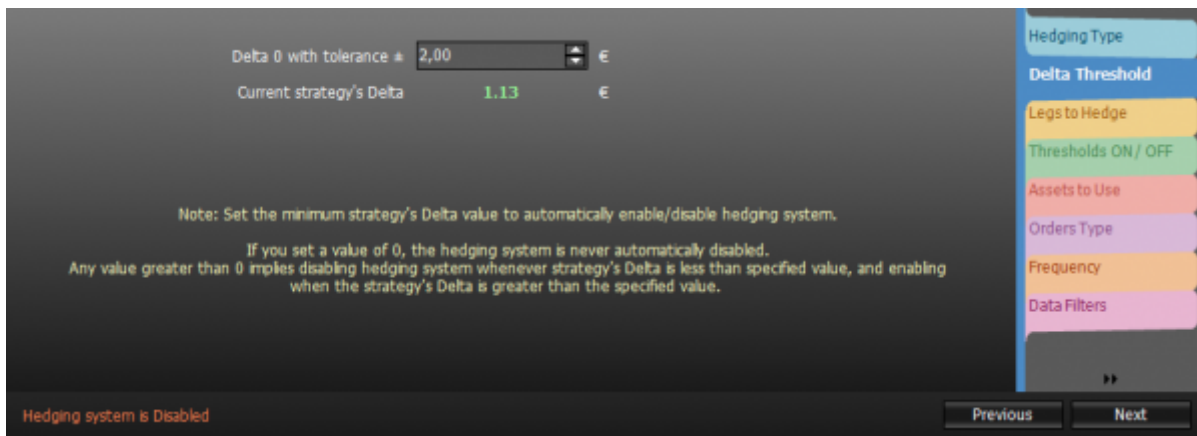 Delta 0 with tolerance ± 2,00 €
Current strategy's Delta 1.13 €
Note: Set the minimum strategy's Delta value to automatically enable/disable hedging system.
If you set a value of 0, the hedging system is never automatically disabled.
Any value greater than 0 implies disabling hedging system whenever strategy's Delta is less than specified value, and enabling
when the strategy's Delta is greater than the specified value.
Hedging Type
Delta Threshold
Legs to Hedge
Thresholds ON / OFF
Assets to Use
Orders Type
Frequency
Data Filters
Hedging system is Disabled
Previous Next